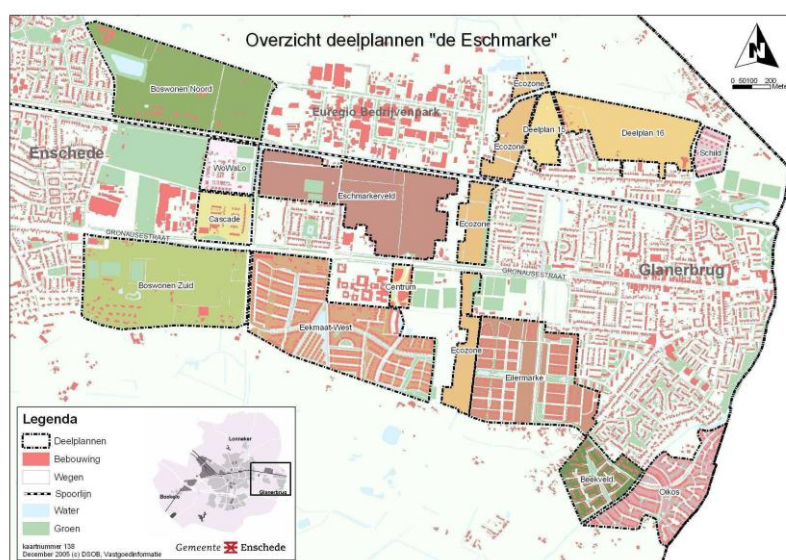 Overzicht deelplannen "de Eschmarke"
N
0 50100 200
Meter
Boswonen Noord
Euregio Bedrijvenpark
Ecozone
Deelplan 15
Deelplan 16
Ecozone
Schild
Enschede
WoWaLo
Eschmarkerveld
Cascade
Ecozone
GRONAUSESTRAAT
GRONAUSESTRAAT
Glanerbrug
Boswonen Zuid
Centrum
Eekmaat-West
Ecozone
Eilermarke
Beekveld
Oikos
Legenda
Deelplannen
Bebouwing
Wegen
Spoorlijn
Water
Groen
Lonneker
Boekelo
Glanerbrug
kaartnummer 138
December 2005 (c) DSOB, Vastgoedinformatie
Gemeente Enschede